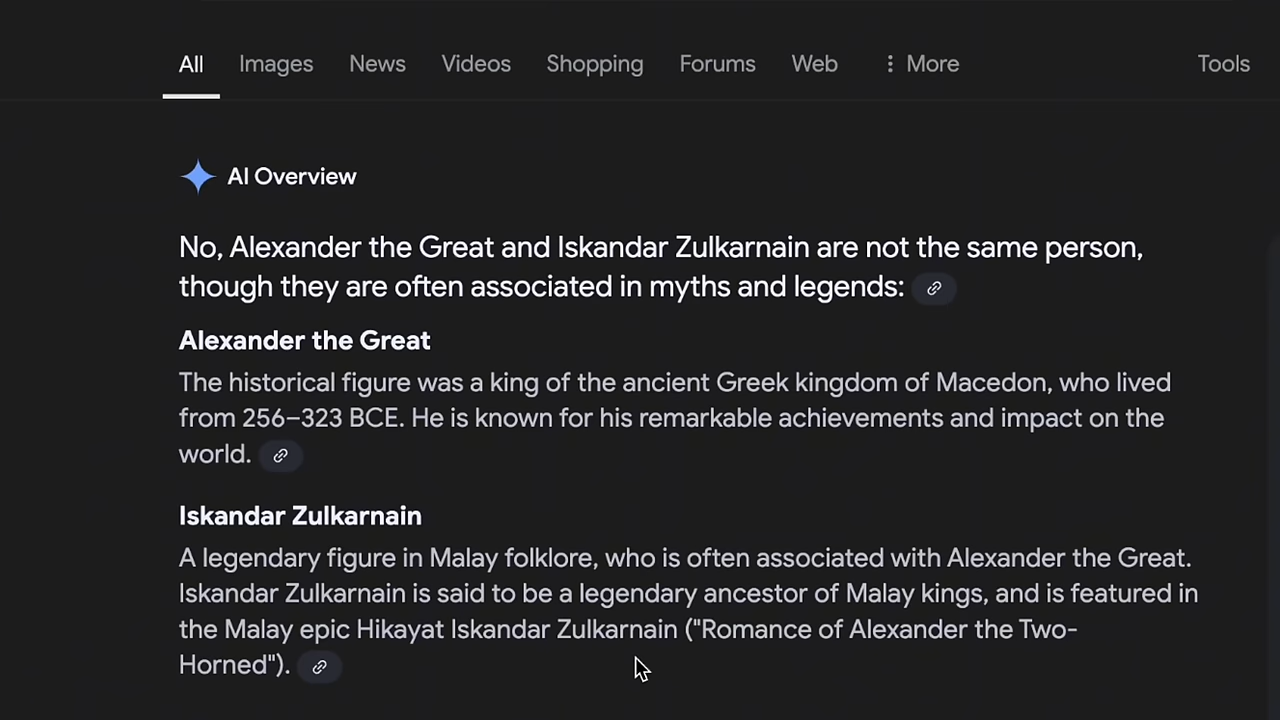 All Images News Videos Shopping Forums Web More Tools
AI Overview
No, Alexander the Great and Iskandar Zulkarnain are not the same person,
though they are often associated in myths and legends:
Alexander the Great
The historical figure was a king of the ancient Greek kingdom of Macedon, who lived
from 256–323 BCE. He is known for his remarkable achievements and impact on the
world.
Iskandar Zulkarnain
A legendary figure in Malay folklore, who is often associated with Alexander the Great.
Iskandar Zulkarnain is said to be a legendary ancestor of Malay kings, and is featured in
the Malay epic Hikayat Iskandar Zulkarnain ("Romance of Alexander the Two-
Horned").